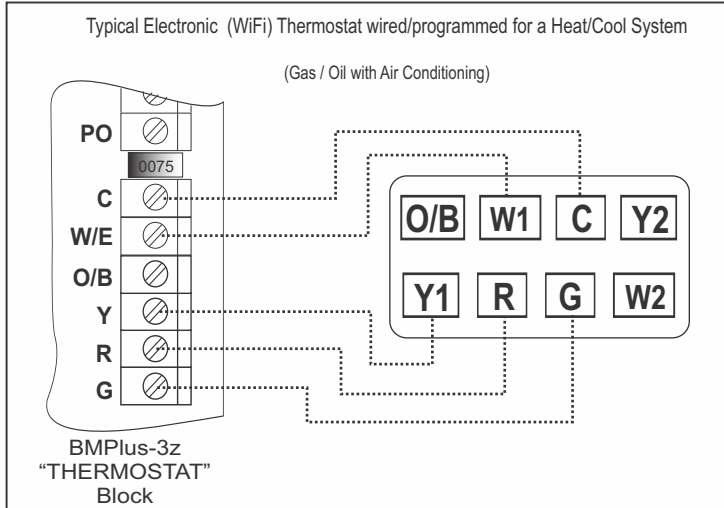 Typical Electronic (WiFi) Thermostat wired/programmed for a Heat/Cool System
(Gas / Oil with Air Conditioning)
PO
0075
C
W/E
O/B
Y
R
G
O/B W1 C Y2
Y1 R G W2
BMPlus-3z
“THERMOSTAT”
Block